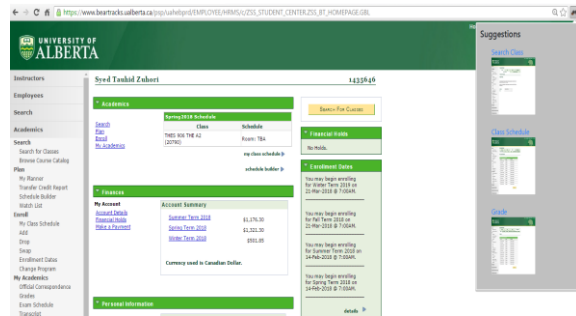 https://www.beartracks.ualberta.ca/psp/uahebprd/EMPLOYEE/HRMS/c/ZSS_STUDENT_CENTER.ZSS_BT_HOMEPAGE.GBL
UNIVERSITY OF
ALBERTA
Suggestions
Search Class
Class Schedule
Grade
Instructors
Employees
Search
Academics
Search
Search for Classes
Browse Course Catalog
Plan
My Planner
Transfer Credit Report
Schedule Builder
Watch List
Enroll
My Class Schedule
Add
Drop
Swap
Enrollment Dates
Change Program
My Academics
Official Correspondence
Grades
Exam Schedule
Transcript
Syed Tauhid Zuhori
1435646
Academics
Search
Plan
Enroll
My Academics
Spring2018 Schedule
Class Schedule
THES 906 THE A2 (20790)
Room: TBA
my class schedule
schedule builder
Finances
My Account
Account Details
Financial Holds
Make a Payment
Account Summary
Summer Term 2018 $1,076.30
Spring Term 2018 $1,321.30
Winter Term 2018 $501.85
Currency used is Canadian Dollar.
Personal Information
Search For Classes
Financial Holds
No Holds.
Enrollment Dates
You may begin enrolling
for Winter Term 2019 on
21-Mar-2018 @ 7:00AM.
You may begin enrolling
for Fall Term 2018 on
21-Mar-2018 @ 7:00AM.
You may begin enrolling
for Summer Term 2018 on
14-Feb-2018 @ 7:00AM.
You may begin enrolling
for Spring Term 2018 on
14-Feb-2018 @ 7:00AM.
details